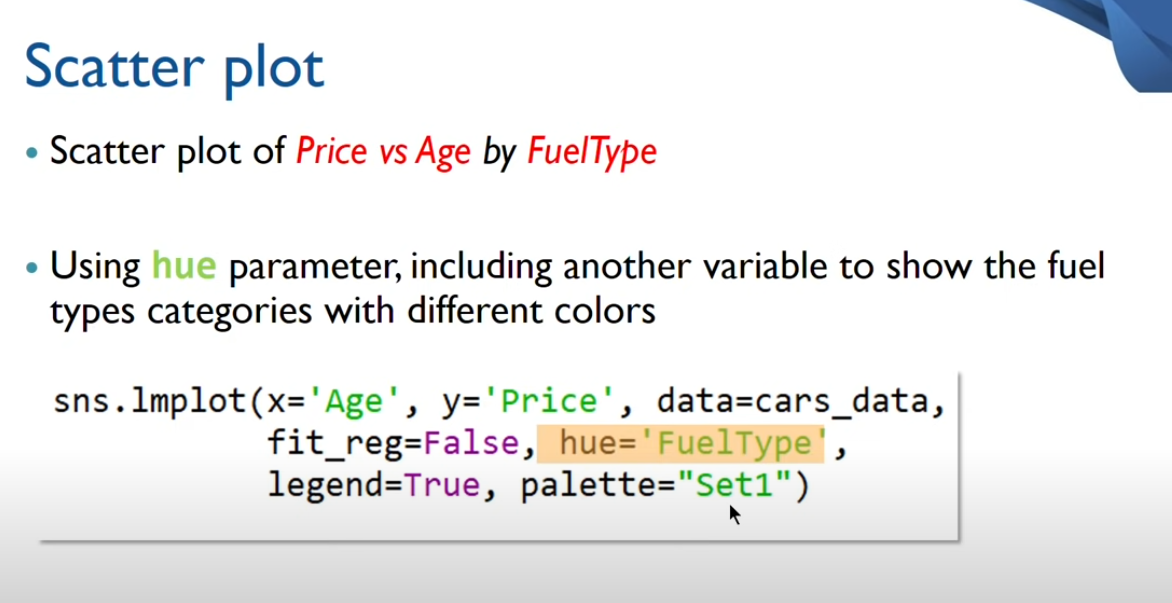 Scatter plot
• Scatter plot of Price vs Age by FuelType
• Using hue parameter, including another variable to show the fuel
types categories with different colors
sns.lmplot(x='Age', y='Price', data=cars_data,
fit_reg=False, hue='FuelType',
legend=True, palette="Set1")